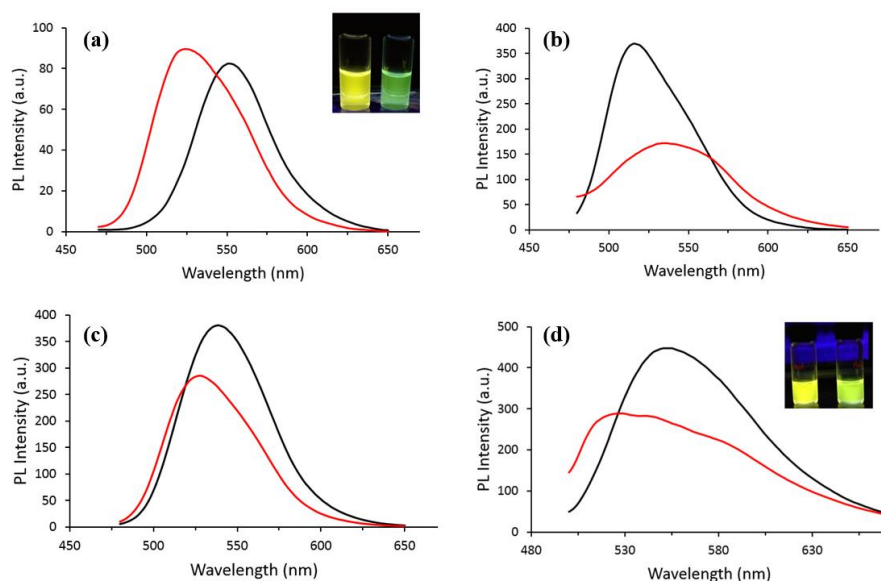 (a)
PL Intensity (a.u.)
100
80
60
40
20
0
450 500 550 600 650
Wavelength (nm)
(b)
PL Intensity (a.u.)
400
350
300
250
200
150
100
50
0
450 500 550 600 650
Wavelength (nm)
(c)
PL Intensity (a.u.)
400
350
300
250
200
150
100
50
0
450 500 550 600 650
Wavelength (nm)
(d)
PL Intensity (a.u.)
500
400
300
200
100
0
480 530 580 630
Wavelength (nm)